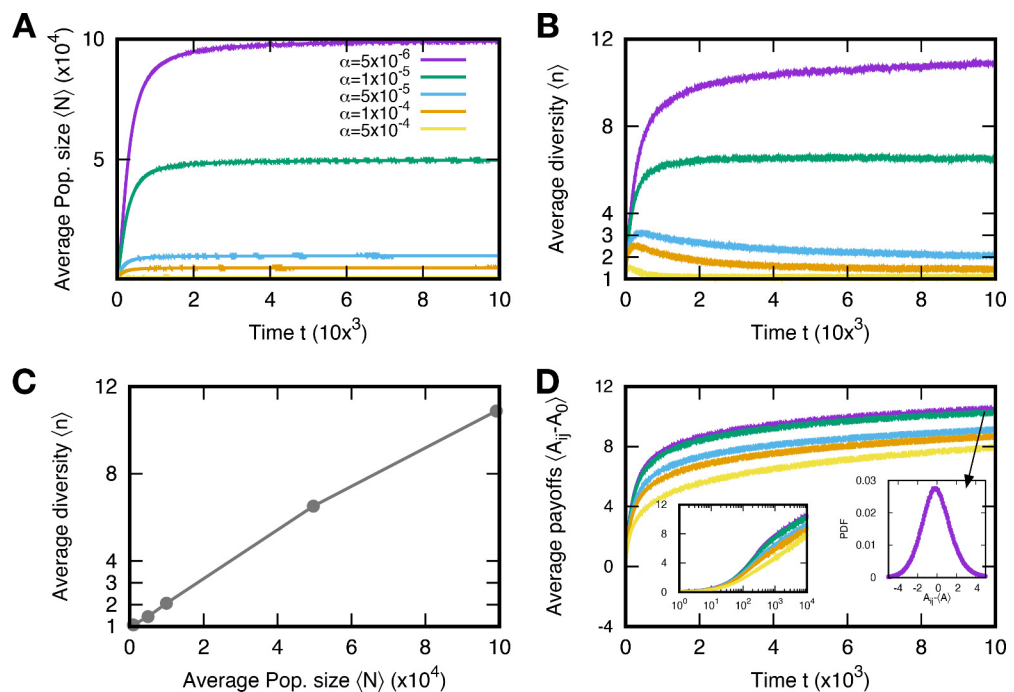 A
Average Pop. size ⟨N⟩ (x10⁴)
10
5
α=5x10⁻⁶
α=1x10⁻⁵
α=5x10⁻⁵
α=1x10⁻⁴
α=5x10⁻⁴
0 2 4 6 8 10
Time t (10x³)
B
Average diversity ⟨n⟩
12
10
8
4
3
2
1
0 2 4 6 8 10
Time t (10x³)
C
Average diversity ⟨n⟩
12
10
8
4
3
2
1
0 2 4 6 8 10
Average Pop. size ⟨N⟩ (x10⁴)
D
Average payoffs ⟨Aᵢⱼ-A₀⟩
12
8
4
0
-4
12
8
4
0
10⁰ 10¹ 10² 10³ 10⁴
PDF
0.03
0.02
0.01
0
-4 -2 0 2 4
Aᵢⱼ-⟨A⟩
0 2 4 6 8 10
Time t (x10³)